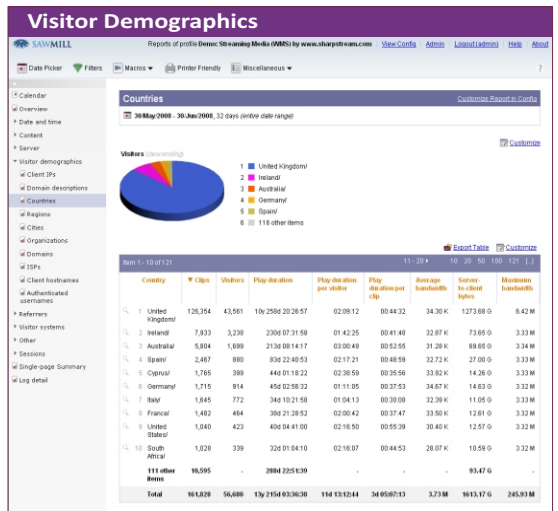 Visitor Demographics
SAWMILL
Reports of profile Demo: Streaming Media (WMS) by www.sharpstream.com View Config Admin Logout (admin) Help About
Date Picker Filters Macros Printer Friendly Miscellaneous ?
Calendar
Overview
Date and time
Content
Server
Visitor demographics
Client IPs
Domain descriptions
Countries
Regions
Cities
Organizations
Domains
ISPs
Client hostnames
Authenticated
usernames
Referrers
Visitor systems
Other
Sessions
Single-page Summary
Log detail
Countries Customize Report in Config
30/May/2008 - 30/Jun/2008, 32 days (entire date range)
Customize
Visitors (descending)
1 United Kingdom/
2 Ireland/
3 Australia/
4 Germany/
5 Spain/
6 116 other items
Export Table Customize
Item 1 - 10 of 121 11 - 20 10 20 50 100 121 [..]
Country Clips Visitors Play duration Play duration per visitor Play duration per clip Average bandwidth Server-to-client bytes Maximum bandwidth
1 United Kingdom/ 126,354 43,561 10y 258d 20:26:57 02:09:12 00:44:32 34.30 K 1273.68 G 6.42 M
2 Ireland/ 7,933 3,238 230d 07:31:58 01:42:25 00:41:48 32.87 K 73.65 G 3.33 M
3 Australia/ 5,804 1,699 213d 08:14:17 03:00:49 00:52:55 31.28 K 69.65 G 3.34 M
4 Spain/ 2,467 880 83d 22:40:53 02:17:21 00:48:59 32.72 K 27.00 G 3.33 M
5 Cyprus/ 1,765 399 44d 01:18:22 02:38:59 00:35:56 33.92 K 14.26 G 3.33 M
6 Germany/ 1,715 914 45d 02:56:32 01:11:05 00:37:53 34.67 K 14.63 G 3.32 M
7 Italy/ 1,645 772 34d 10:21:58 01:04:13 00:30:08 32.39 K 11.05 G 3.33 M
8 France/ 1,482 464 38d 21:28:52 02:00:42 00:37:47 33.50 K 12.61 G 3.32 M
9 United States/ 1,040 423 40d 04:41:00 02:16:50 00:55:39 30.40 K 12.57 G 3.32 M
10 South Africa/ 1,028 339 32d 01:04:10 02:16:07 00:44:53 28.07 K 10.59 G 3.32 M
111 other items 10,595 - 280d 22:51:39 - - - 93.47 G -
Total 161,828 56,600 13y 215d 03:36:38 11d 13:12:44 3d 05:07:13 3.73 M 1613.17 G 245.93 M